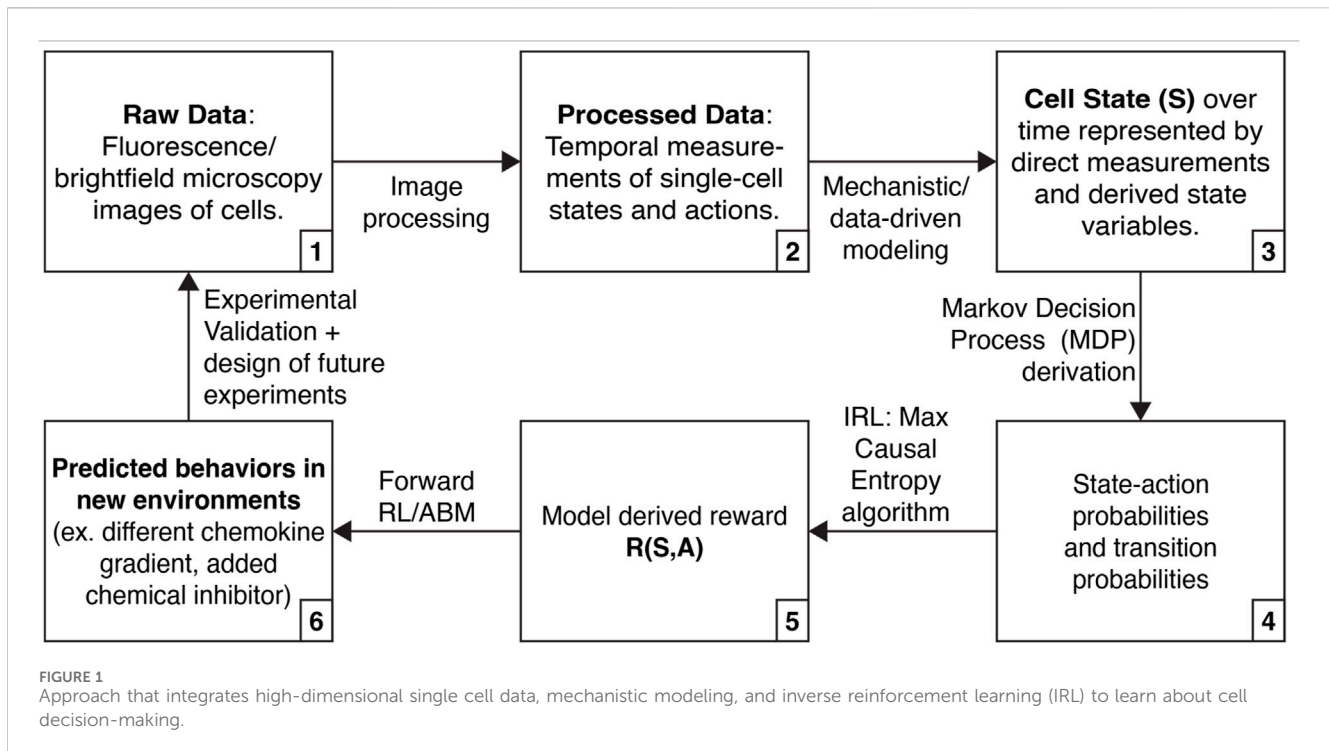 Raw Data:
Fluorescence/
brightfield microscopy
images of cells.
1
Image
processing
Processed Data:
Temporal measure-
ments of single-cell
states and actions.
2
Mechanistic/
data-driven
modeling
Cell State (S) over
time represented by
direct measurements
and derived state
variables.
3
Markov Decision
Process (MDP)
derivation
State-action
probabilities
and transition
probabilities
4
IRL: Max
Causal
Entropy
algorithm
Model derived reward
R(S,A)
5
Forward
RL/ABM
Predicted behaviors in
new environments
(ex. different chemokine
gradient, added
chemical inhibitor)
6
Experimental
Validation +
design of future
experiments
FIGURE 1
Approach that integrates high-dimensional single cell data, mechanistic modeling, and inverse reinforcement learning (IRL) to learn about cell
decision-making.